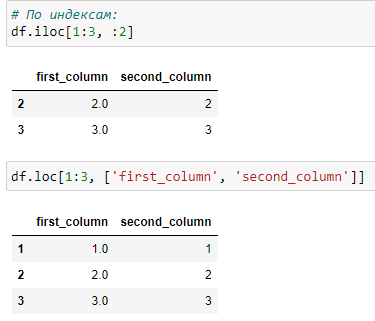 # По индексам:
df.iloc[1:3, :2]
first_column second_column
2 2.0 2
3 3.0 3
df.loc[1:3, ['first_column', 'second_column']]
first_column second_column
1 1.0 1
2 2.0 2
3 3.0 3